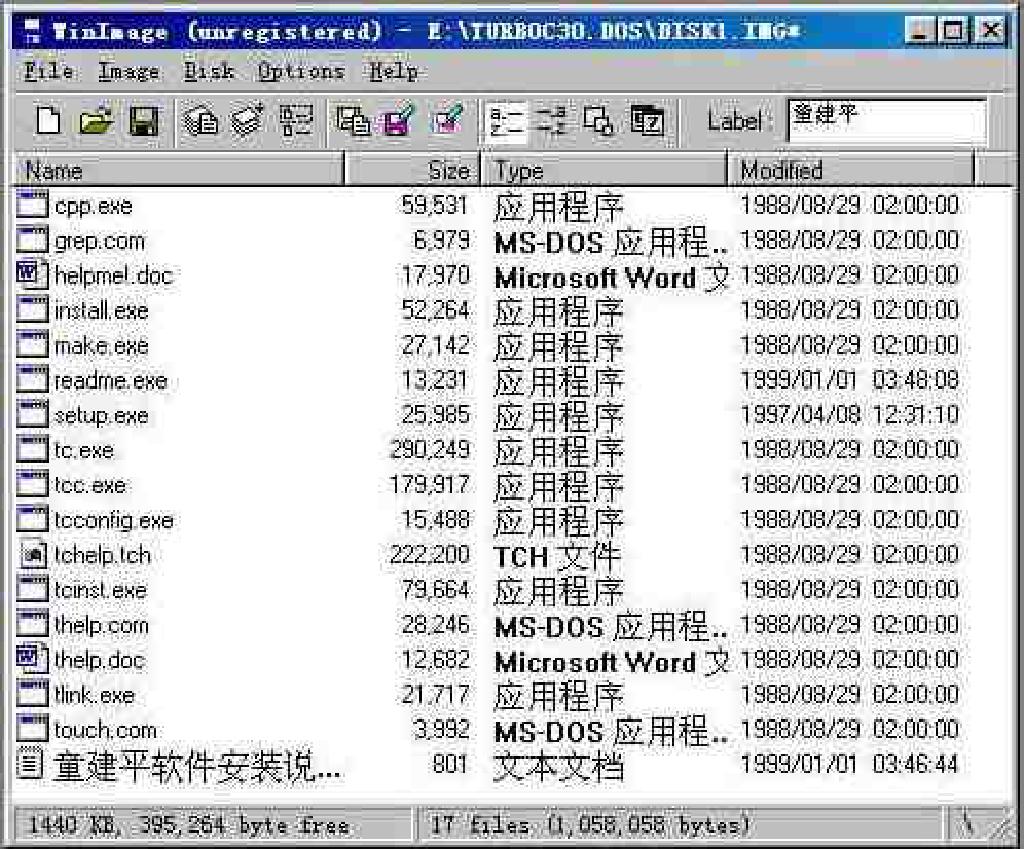 WinImage (unregistered) - E:\TURBOC30.DOS\DISK1.IMG*
File Image Disk Options Help
Label: 童建平
Name Size Type Modified
cpp.exe 59,531 应用程序 1988/08/29 02:00:00
grep.com 6,979 MS-DOS 应用程.. 1988/08/29 02:00:00
helpme!.doc 17,970 Microsoft Word 文 1988/08/29 02:00:00
install.exe 52,264 应用程序 1988/08/29 02:00:00
make.exe 27,142 应用程序 1988/08/29 02:00:00
readme.exe 13,231 应用程序 1999/01/01 03:48:08
setup.exe 25,985 应用程序 1997/04/08 12:31:10
tc.exe 290,249 应用程序 1988/08/29 02:00:00
tcc.exe 179,917 应用程序 1988/08/29 02:00:00
tcconfig.exe 15,488 应用程序 1988/08/29 02:00:00
tchelp.tch 222,200 TCH 文件 1988/08/29 02:00:00
tcinst.exe 79,664 应用程序 1988/08/29 02:00:00
thelp.com 28,246 MS-DOS 应用程.. 1988/08/29 02:00:00
thelp.doc 12,682 Microsoft Word 文 1988/08/29 02:00:00
tlink.exe 21,717 应用程序 1988/08/29 02:00:00
touch.com 3,992 MS-DOS 应用程.. 1988/08/29 02:00:00
童建平软件安装说... 801 文本文档 1999/01/01 03:46:44
1440 KB, 395,264 byte free 17 files (1,058,058 bytes) \